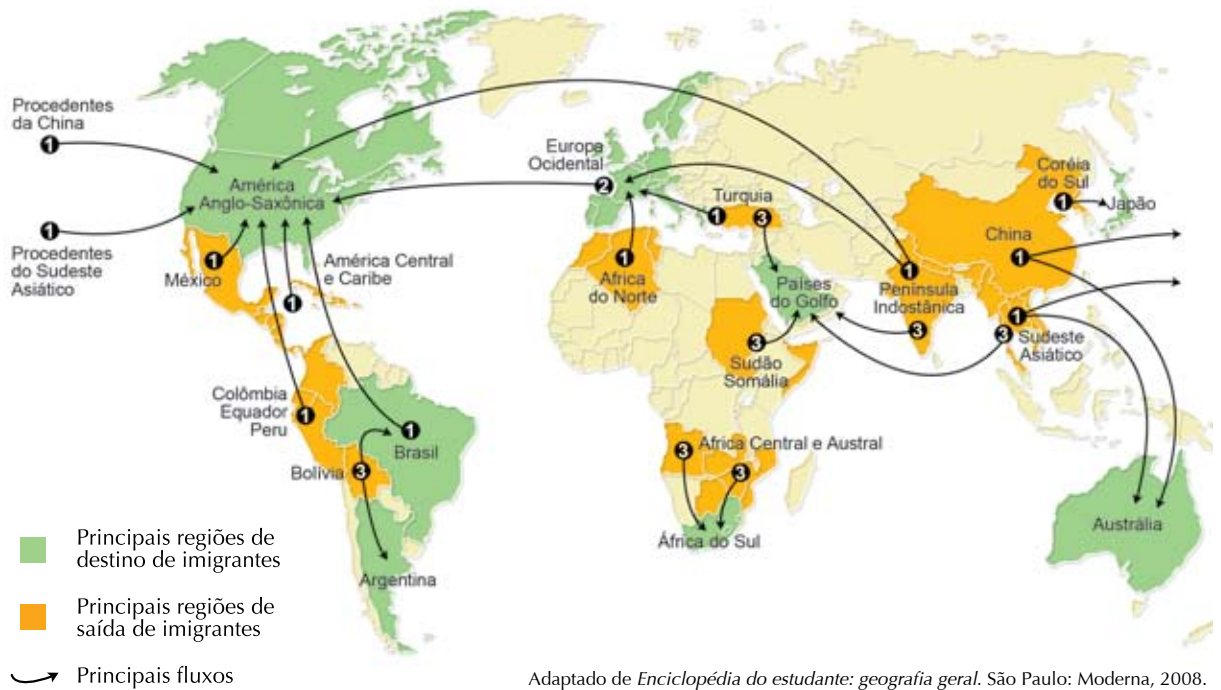 Procedentes
da China
1
1
Procedentes
do Sudeste
Asiático
América
Anglo-Saxônica
1
México
América Central
e Caribe
1
Colômbia
Equador
Peru
1
Bolívia
3
1
Brasil
Argentina
Europa
Ocidental
2
Turquia
1
3
1
África
do Norte
Países
do Golfo
3
Sudão
Somália
África Central e Austral
3
3
África do Sul
1
Península
Indostânica
3
Coréia
do Sul
1
Japão
China
1
1
3
Sudeste
Asiático
Austrália
Principais regiões de
destino de imigrantes
Principais regiões de
saída de imigrantes
Principais fluxos
Adaptado de Enciclopédia do estudante: geografia geral. São Paulo: Moderna, 2008.